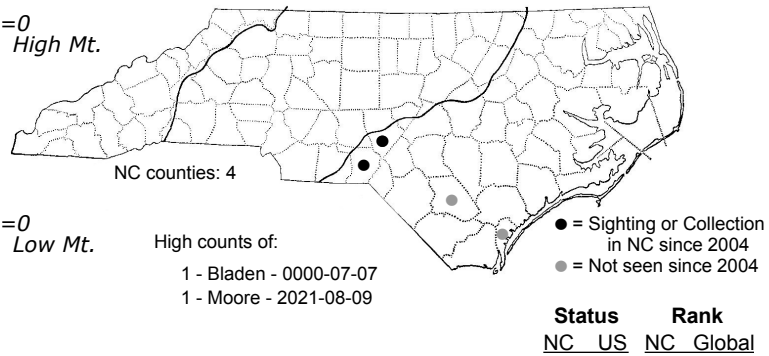 =0
High Mt.
NC counties: 4
=0
Low Mt.
High counts of:
1 - Bladen - 0000-07-07
1 - Moore - 2021-08-09
= Sighting or Collection
in NC since 2004
= Not seen since 2004
Status Rank
NC US NC Global